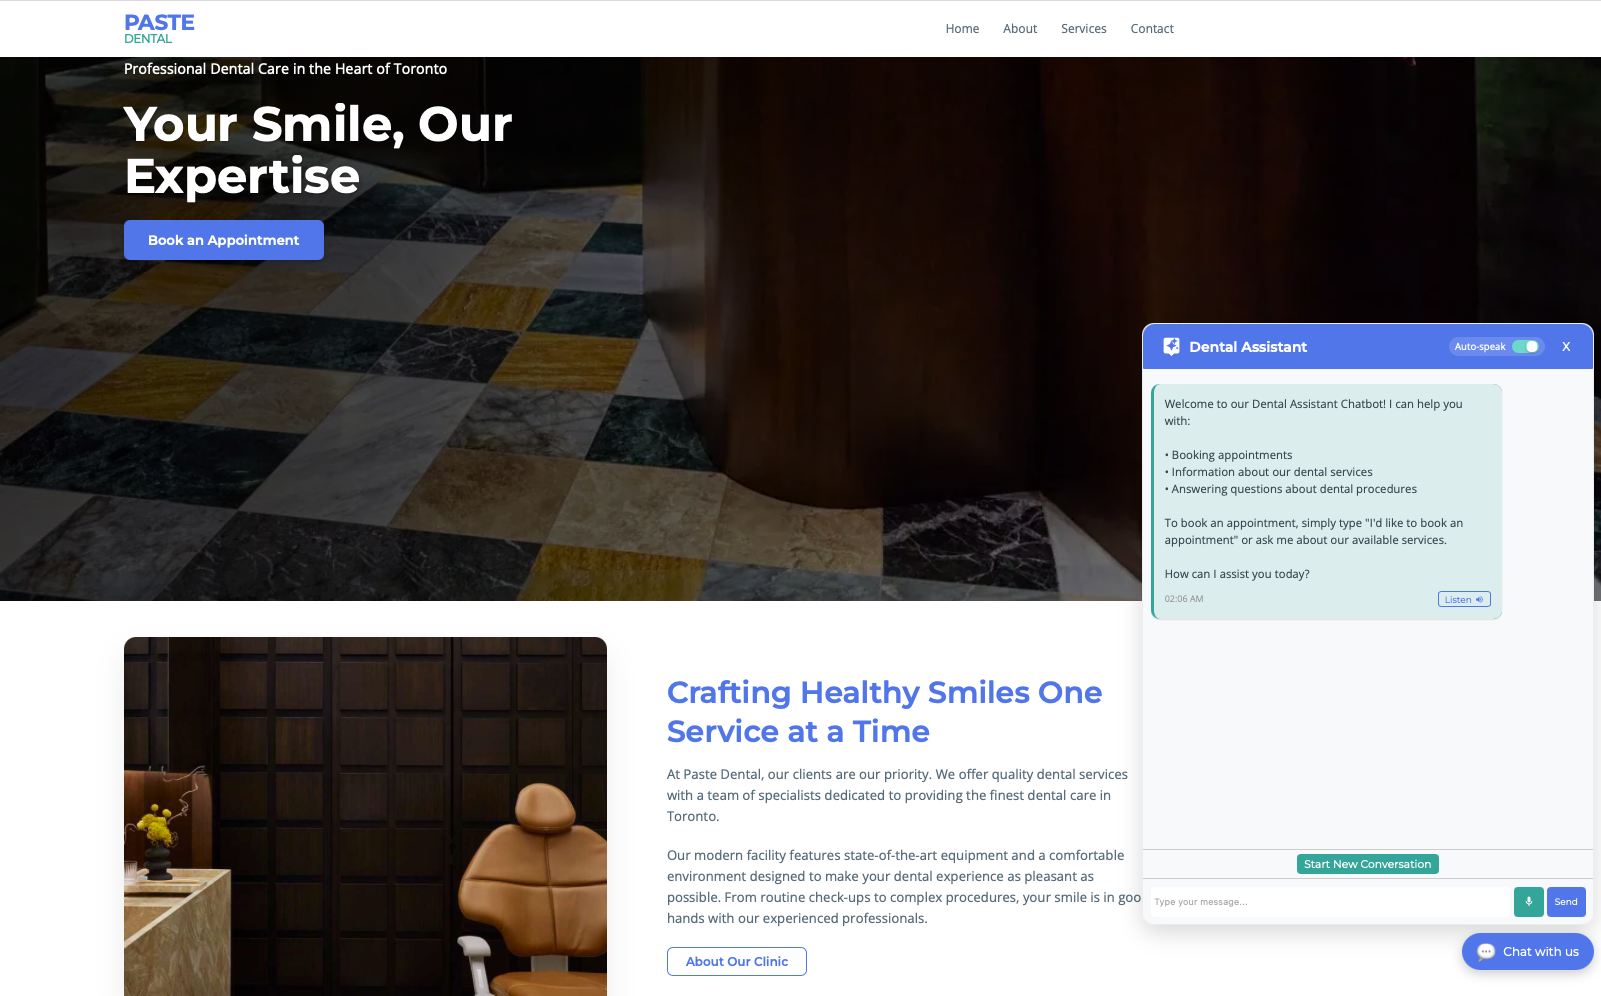 PASTE
DENTAL
Home
About
Services
Contact
Professional Dental Care in the Heart of Toronto
Your Smile, Our
Expertise
Book an Appointment
Dental Assistant
Auto-speak
X
Welcome to our Dental Assistant Chatbot! I can help you
with:
• Booking appointments
• Information about our dental services
• Answering questions about dental procedures
To book an appointment, simply type "I'd like to book an
appointment" or ask me about our available services.
How can I assist you today?
02:06 AM
Listen
Crafting Healthy Smiles One
Service at a Time
At Paste Dental, our clients are our priority. We offer quality dental services
with a team of specialists dedicated to providing the finest dental care in
Toronto.
Our modern facility features state-of-the-art equipment and a comfortable
environment designed to make your dental experience as pleasant as
possible. From routine check-ups to complex procedures, your smile is in goo
hands with our experienced professionals.
About Our Clinic
Start New Conversation
Type your message...
Send
Chat with us